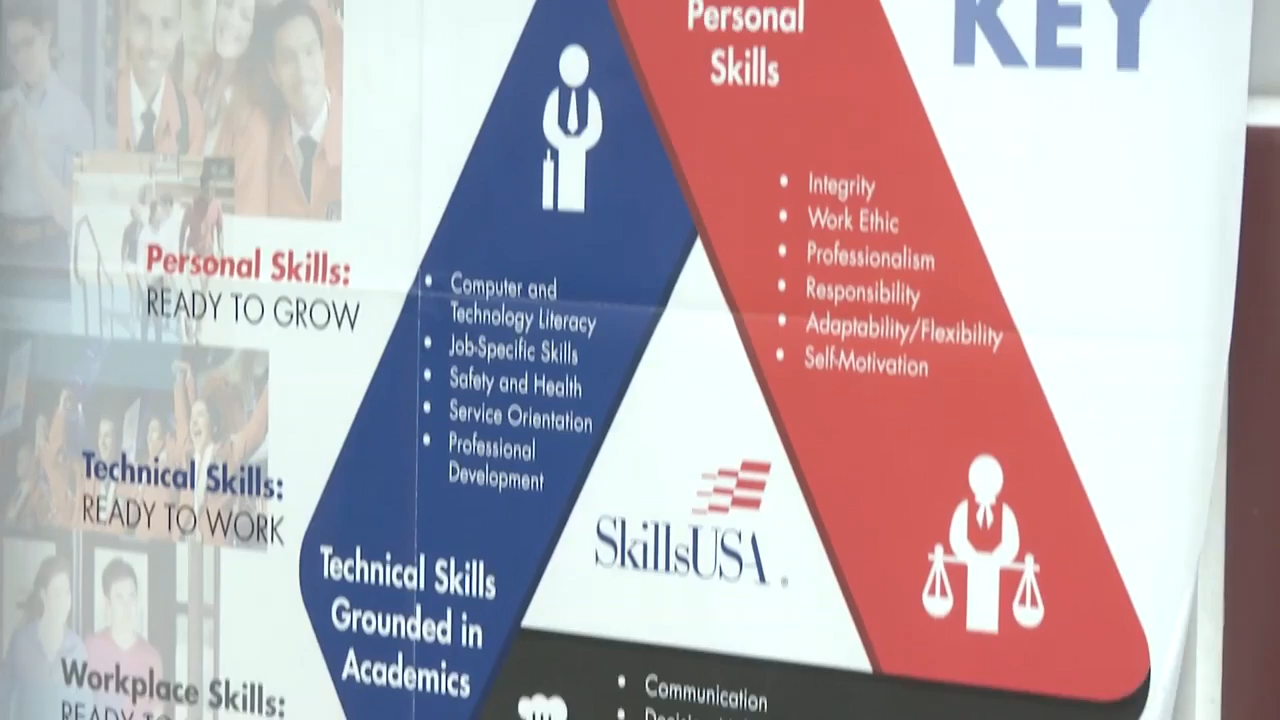 KEY
Personal
Skills
Integrity
Work Ethic
Professionalism
Responsibility
Adaptability/Flexibility
Self-Motivation
Personal Skills:
READY TO GROW
Computer and
Technology Literacy
Job-Specific Skills
Safety and Health
Service Orientation
Professional
Development
Technical Skills:
READY TO WORK
SkillsUSA
Technical Skills
Grounded in
Academics
Workplace Skills:
READY
Communication